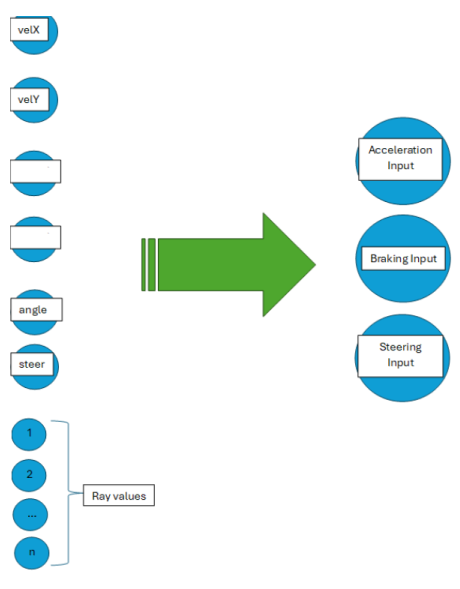 velX
velY
angle
steer
1
2
...
n
Ray values
Acceleration
Input
Braking Input
Steering
Input